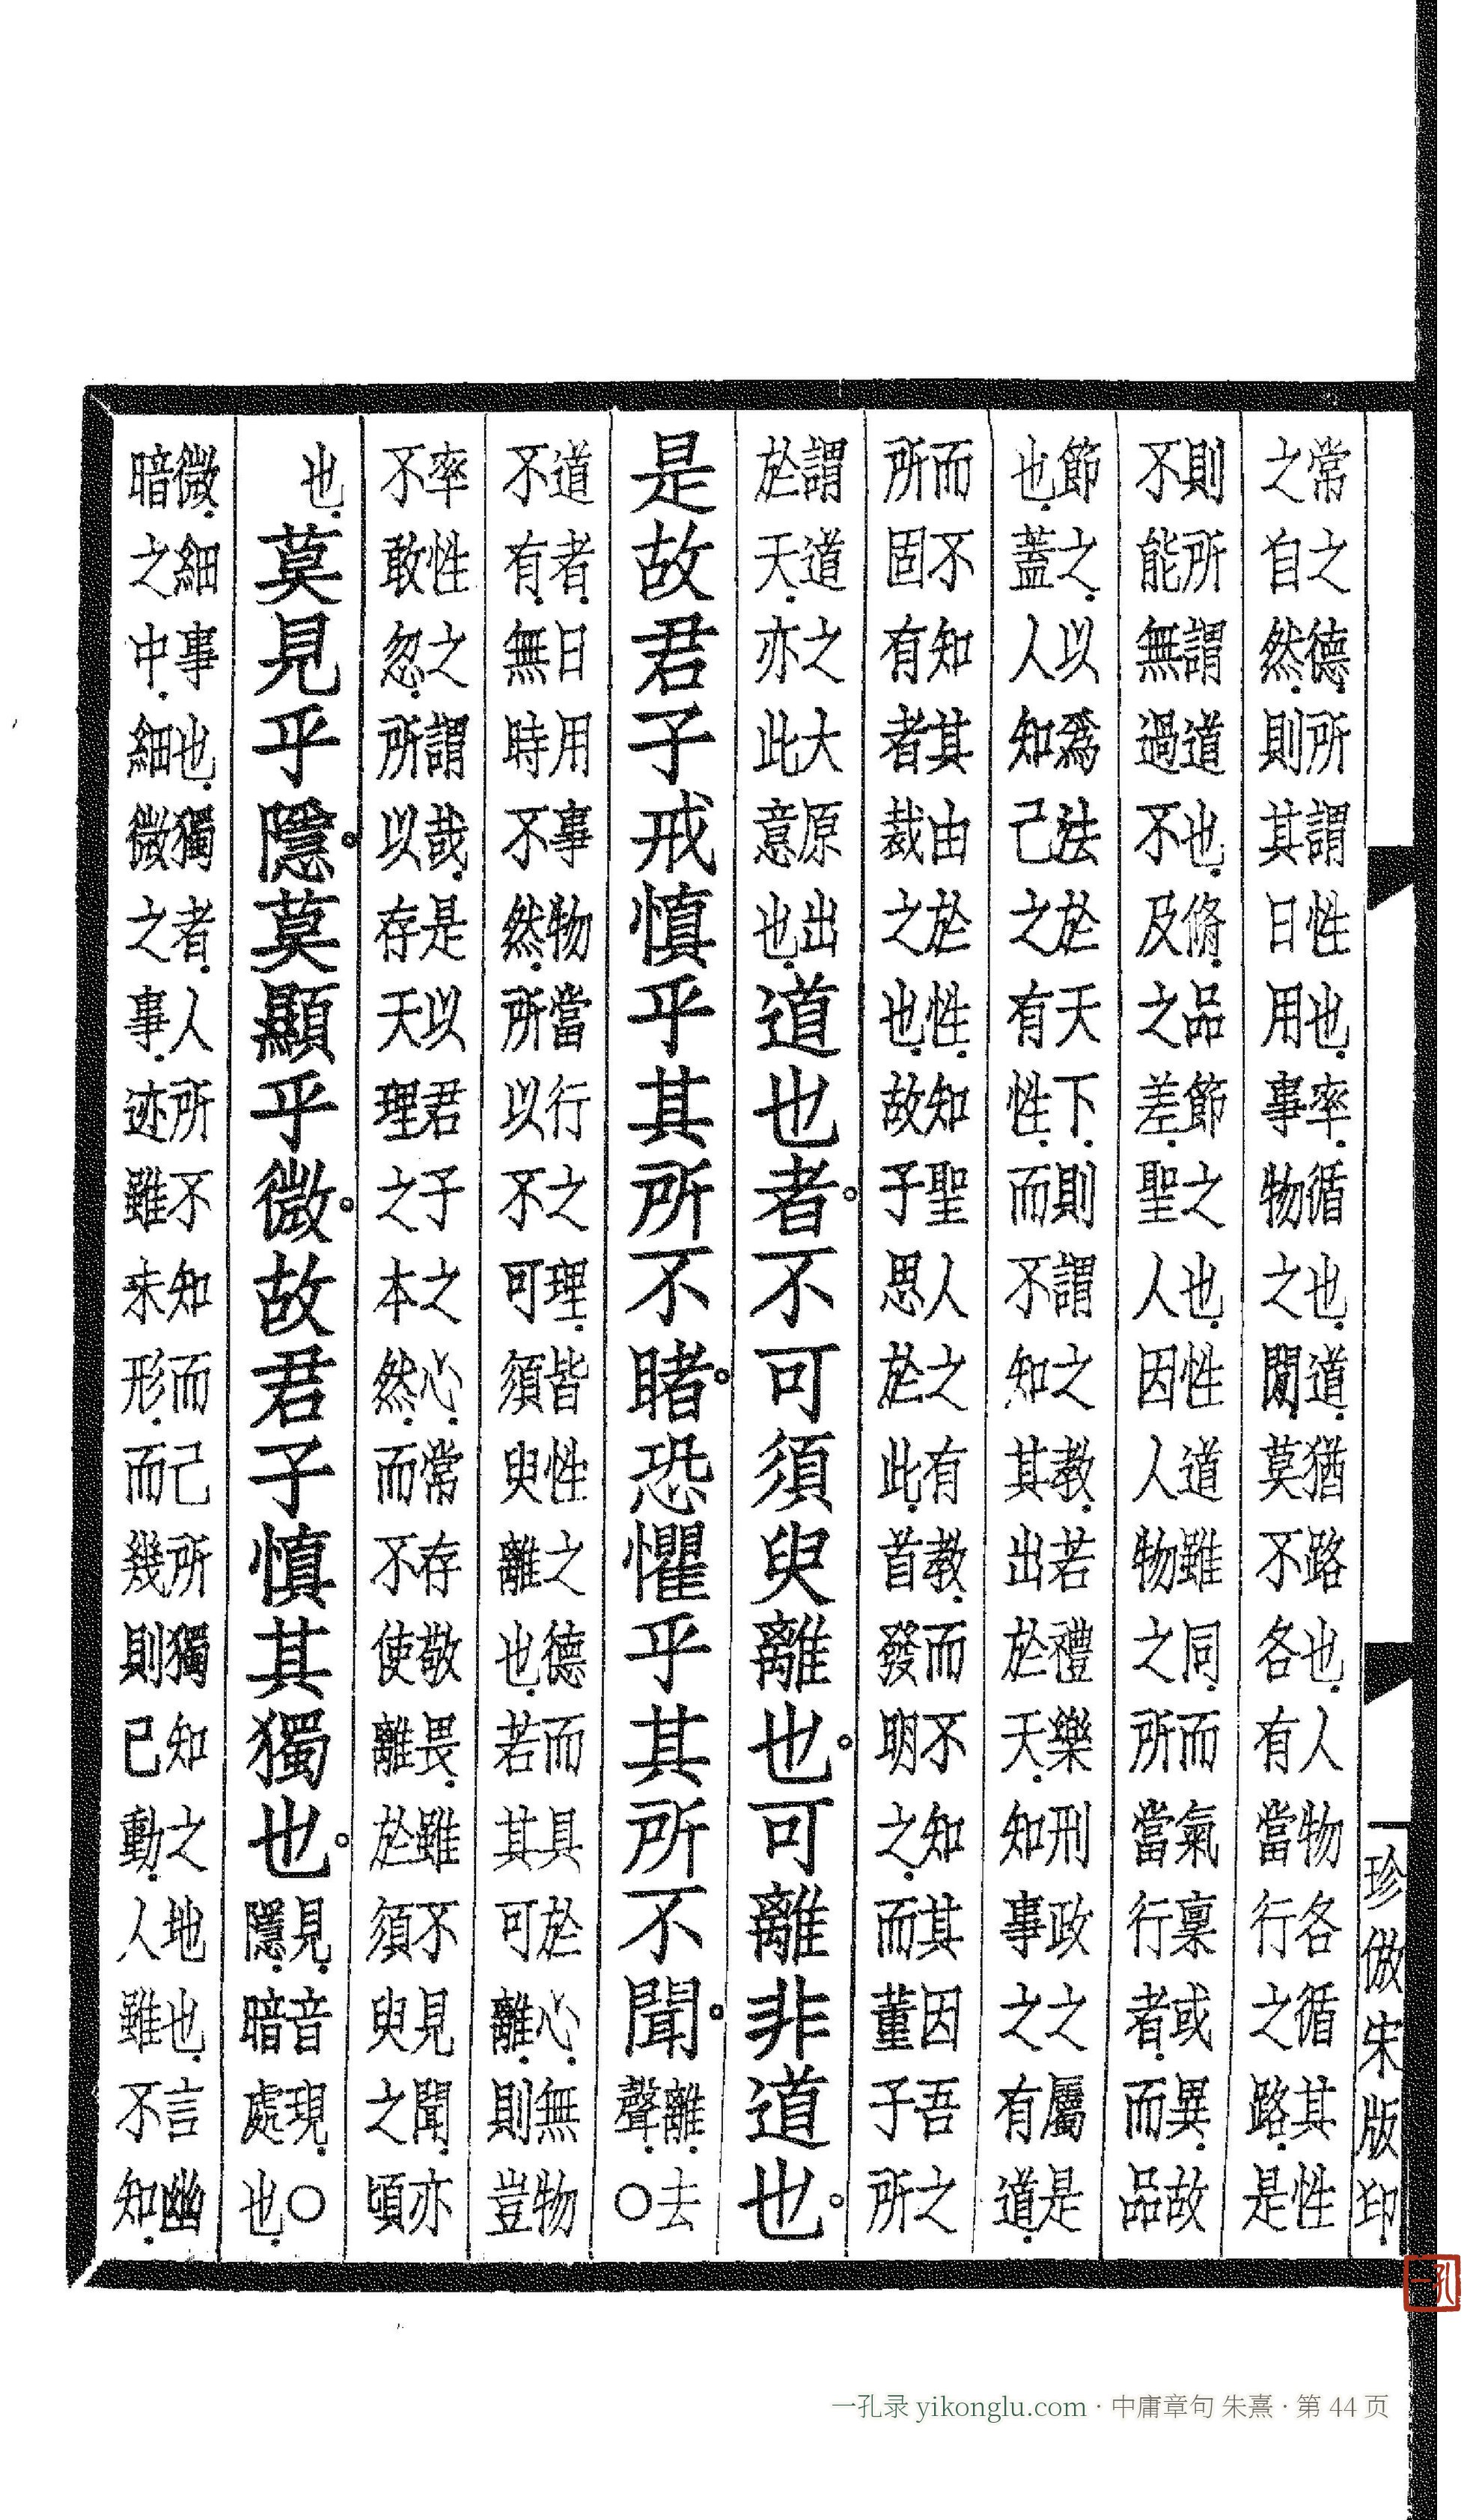 珍倣宋版印
常之德。所謂性也。率。循也。道。猶路也。人物各循其性
之自然。則其日用事物之閒。莫不各有當行之路。是
則所謂道也。脩。品節之也。性道雖同。而氣稟或異。故
不能無過不及之差。聖人因人物之所當行者。而品
節之。以爲法於天下。則謂之教。若禮樂刑政之屬是
也。蓋人知己之有性。而不知其出於天。知事之有道。
而不知其由於性。知聖人之有教。而不知其因吾之
所固有者裁之也。故子思於此。首發明之。而董子所
謂道之大原出
於天。亦此意也。
道也者。不可須臾離也。可離非道也。
是故君子戒慎乎其所不睹。恐懼乎其所不聞。
離。去
聲。○
道者。日用事物當行之理。皆性之德而具於心。無物
不有。無時不然。所以不可須臾離也。若其可離。則豈
率性之謂哉。是以君子之心。常存敬畏。雖不見聞。亦
不敢忽。所以存天理之本然。而不使離於須臾之頃
也。
莫見乎隱。莫顯乎微。故君子慎其獨也。
見。音現。○
隱。暗處也。
微。細事也。獨者。人所不知而己所獨知之地也。言幽
暗之中。細微之事。迹雖未形。而幾則已動。人雖不知。
一孔
一孔录 yikonglu.com · 中庸章句 朱熹 · 第 44 页